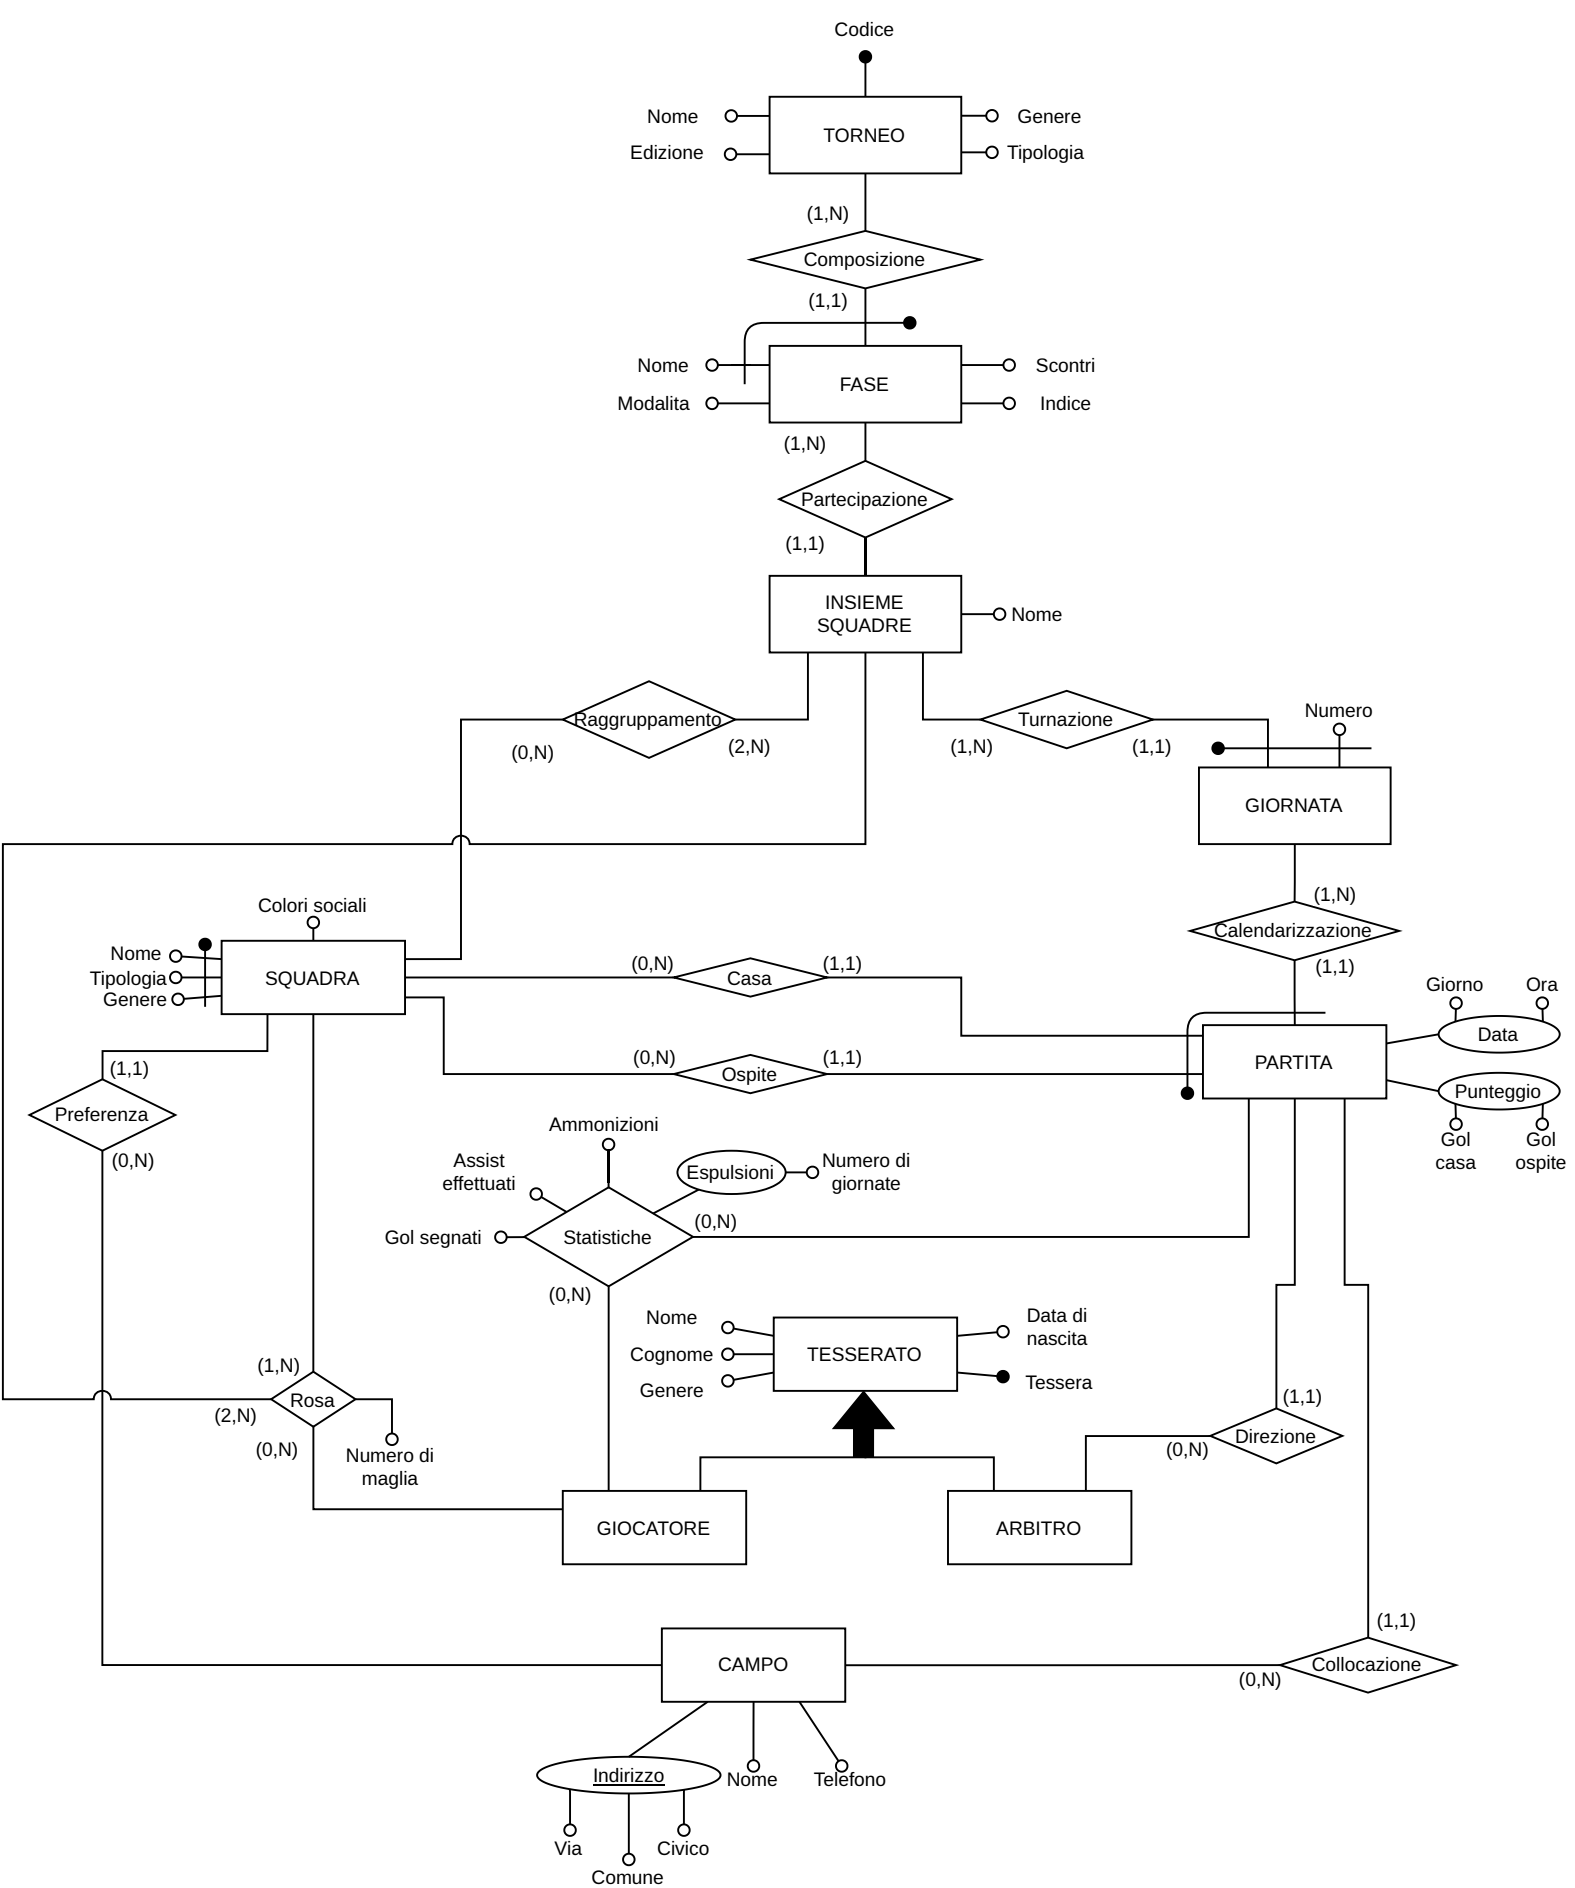 Codice
Nome
Genere
TORNEO
Edizione
Tipologia
(1,N)
Composizione
(1,1)
Nome
Scontri
FASE
Modalita
Indice
(1,N)
Partecipazione
(1,1)
INSIEME
SQUADRE
Nome
Raggruppamento
(0,N)
(2,N)
Turnazione
(1,N)
(1,1)
Numero
GIORNATA
(1,N)
Calendarizzazione
(1,1)
Colori sociali
Nome
Tipologia
Genere
SQUADRA
(0,N)
Casa
(1,1)
(0,N)
Ospite
(1,1)
Giorno
Ora
Data
PARTITA
Punteggio
Gol
casa
Gol
ospite
(1,1)
Preferenza
(0,N)
Ammonizioni
Assist
effettuati
Espulsioni
Numero di
giornate
Gol segnati
Statistiche
(0,N)
(0,N)
Nome
Cognome
Genere
TESSERATO
Data di
nascita
Tessera
(1,N)
Rosa
(2,N)
(0,N)
Numero di
maglia
(1,1)
Direzione
(0,N)
GIOCATORE
ARBITRO
(1,1)
CAMPO
Collocazione
(0,N)
Indirizzo
Nome
Telefono
Via
Civico
Comune